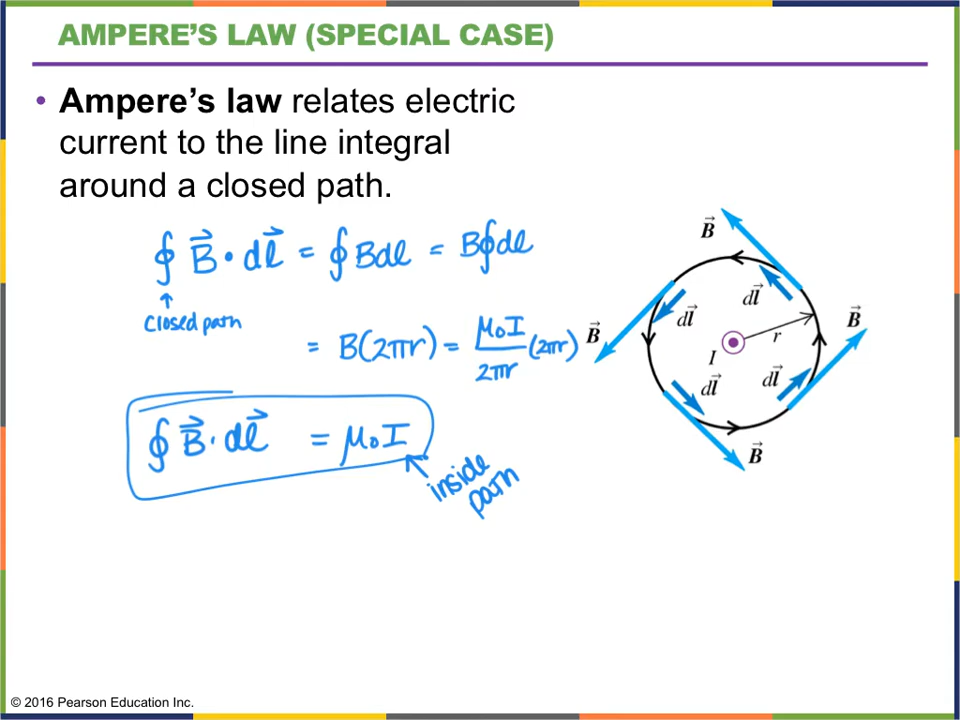 AMPERE'S LAW (SPECIAL CASE)
• Ampere's law relates electric
current to the line integral
around a closed path.
∮ B⃗ · dl⃗ = ∮ Bdl = B∮dl
↑
closed path
= B(2πr) = μ₀I/2πr (2πr)
∮ B⃗ · dl⃗ = μ₀I
inside
path
B⃗
dl⃗
B⃗
dl⃗
B⃗
r
I
dl⃗
dl⃗
B⃗
© 2016 Pearson Education Inc.